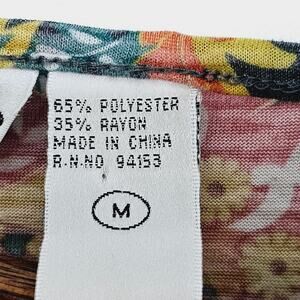 65% POLYESTER
35% RAYON
MADE IN CHINA
R.N.NO 94153
M